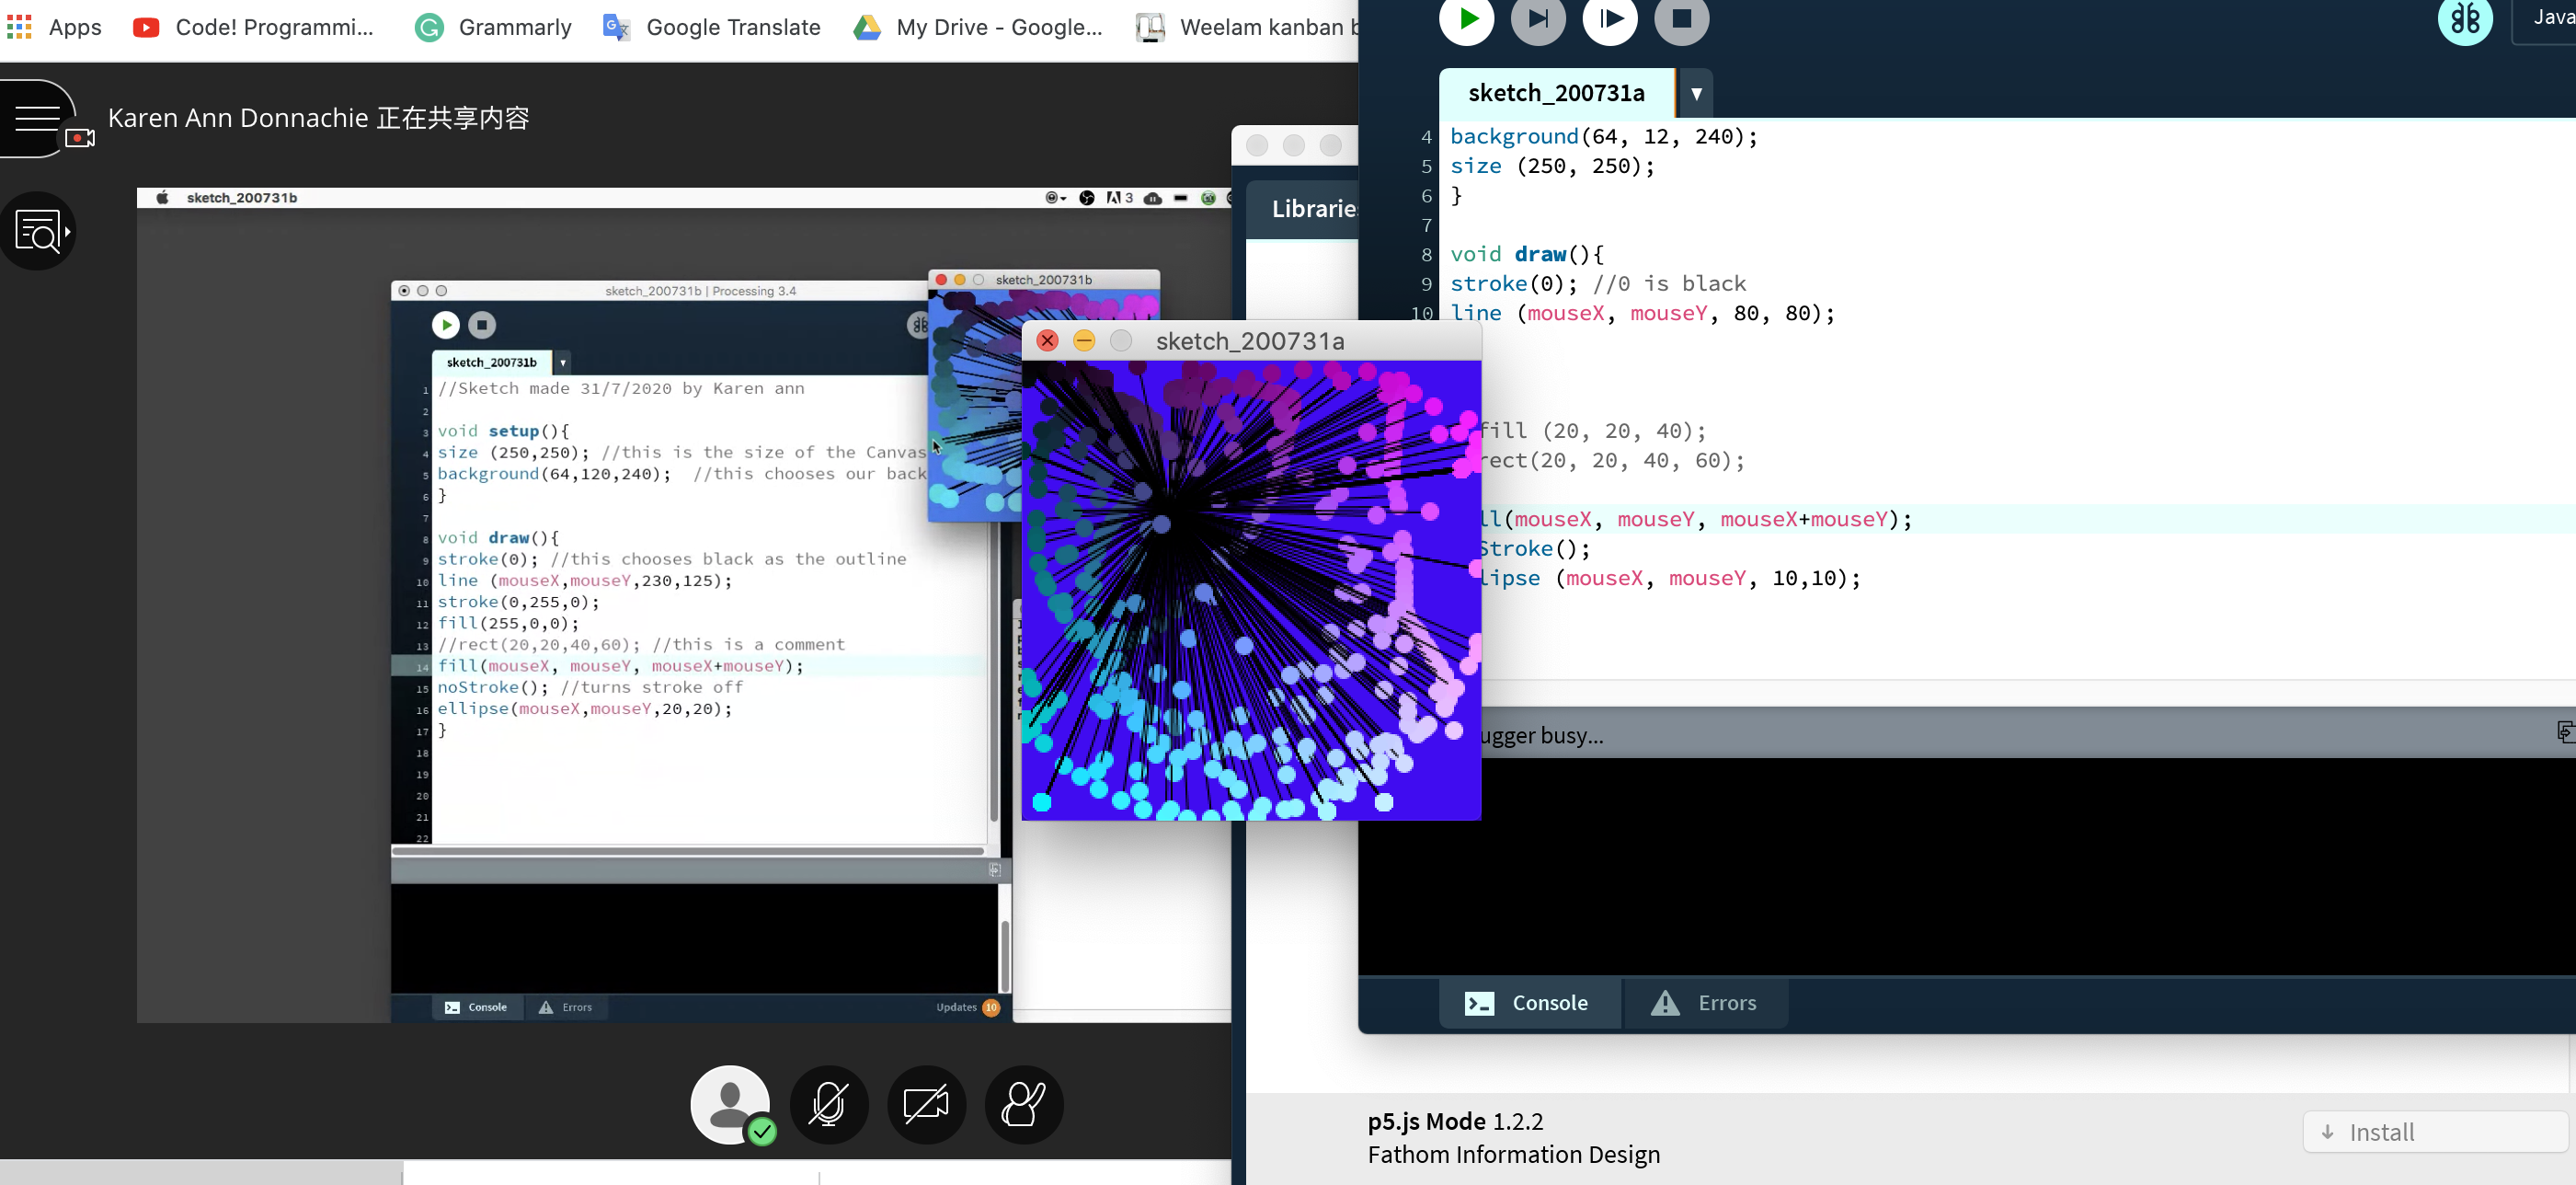 Apps
Code! Programmi...
Grammarly
Google Translate
My Drive - Google...
Weelam kanban b
Karen Ann Donnachie 正在共享内容
sketch_200731b
3
sketch_200731b | Processing 3.4
sketch_200731b
1 //Sketch made 31/7/2020 by Karen ann
2
3 void setup(){
4 size (250,250); //this is the size of the Canvas
5 background(64,120,240);  //this chooses our back
6 }
7
8 void draw(){
9 stroke(0); //this chooses black as the outline
10 line (mouseX,mouseY,230,125);
11 stroke(0,255,0);
12 fill(255,0,0);
13 //rect(20,20,40,60); //this is a comment
14 fill(mouseX, mouseY, mouseX+mouseY);
15 noStroke(); //turns stroke off
16 ellipse(mouseX,mouseY,20,20);
17 }
18
19
20
21
22
Console
Errors
Updates 10
sketch_200731b
sketch_200731a
Libraries
Java
sketch_200731a
4 background(64, 12, 240);
5 size (250, 250);
6 }
7
8 void draw(){
9 stroke(0); //0 is black
10 line (mouseX, mouseY, 80, 80);
fill (20, 20, 40);
rect(20, 20, 40, 60);
ll(mouseX, mouseY, mouseX+mouseY);
Stroke();
lipse (mouseX, mouseY, 10,10);
ugger busy...
Console
Errors
p5.js Mode 1.2.2
Fathom Information Design
Install